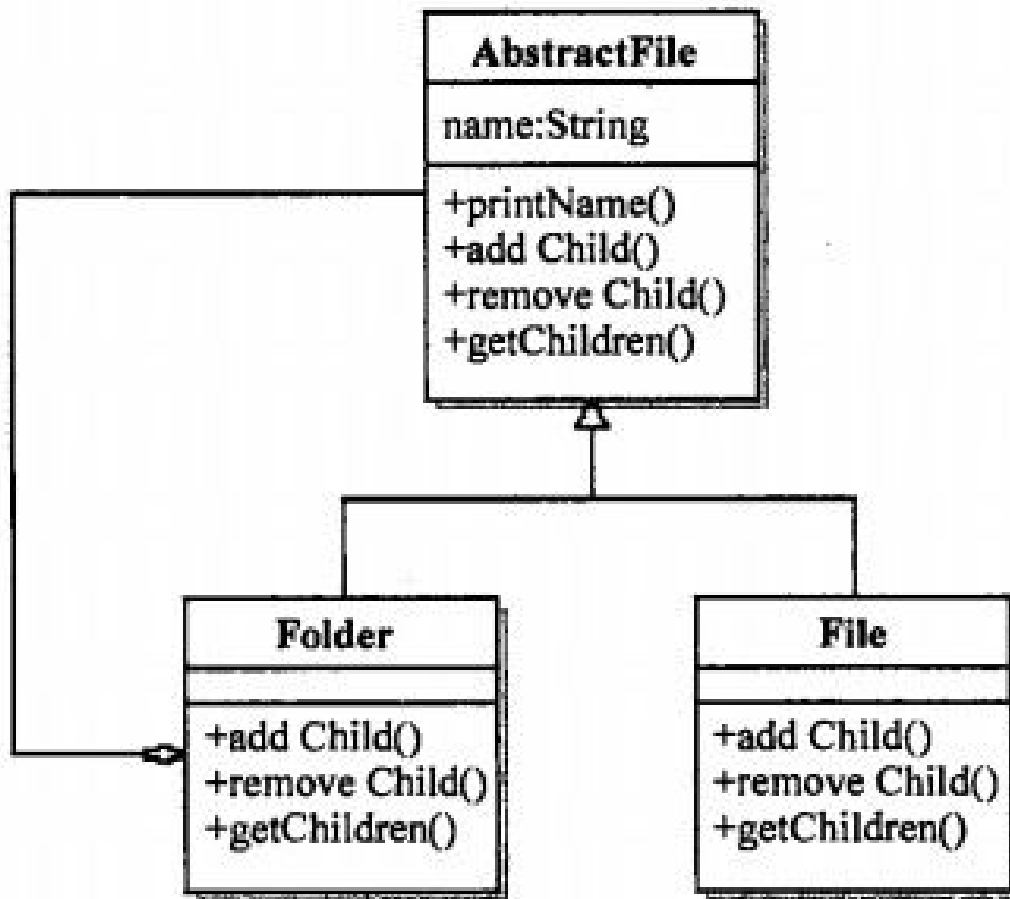 AbstractFile
name:String
+printName()
+add Child()
+remove Child()
+getChildren()
Folder
+add Child()
+remove Child()
+getChildren()
File
+add Child()
+remove Child()
+getChildren()